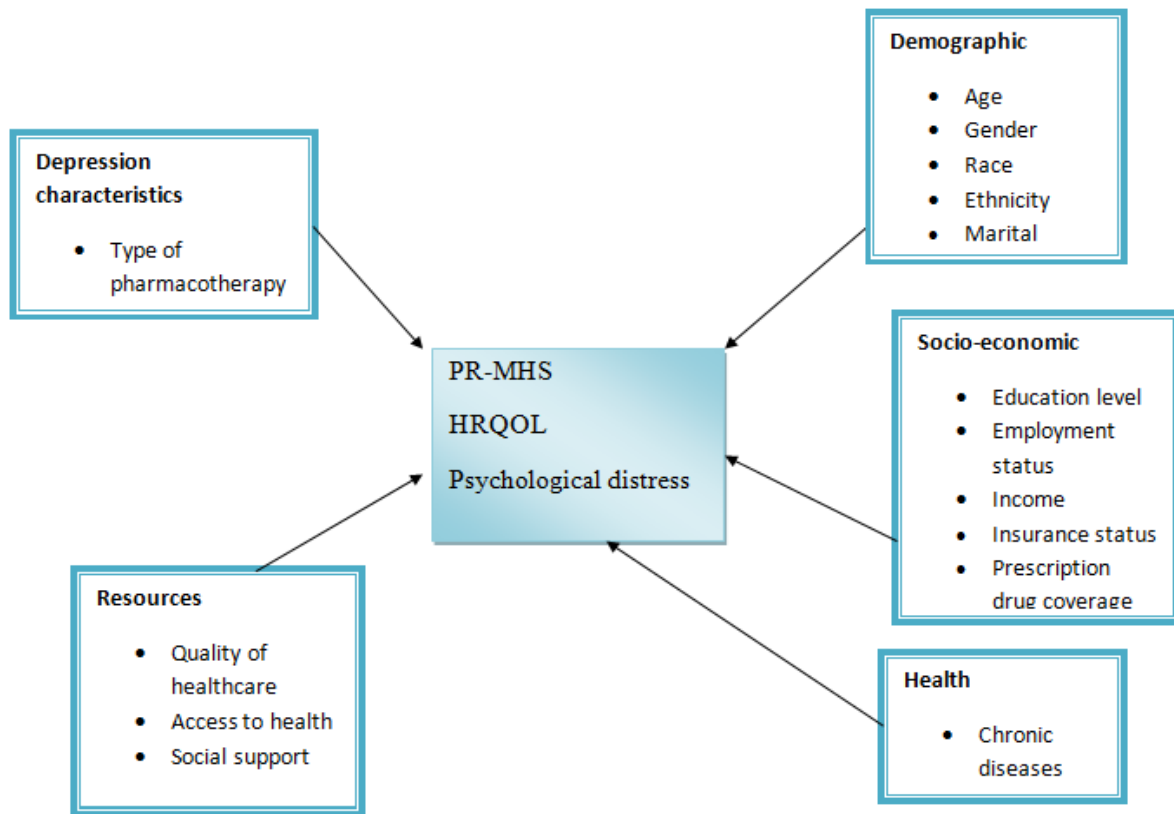 Depression
characteristics
• Type of
pharmacotherapy
Demographic
• Age
• Gender
• Race
• Ethnicity
• Marital
PR-MHS
HRQOL
Psychological distress
Socio-economic
• Education level
• Employment
status
• Income
• Insurance status
• Prescription
drug coverage
Resources
• Quality of
healthcare
• Access to health
• Social support
Health
• Chronic
diseases